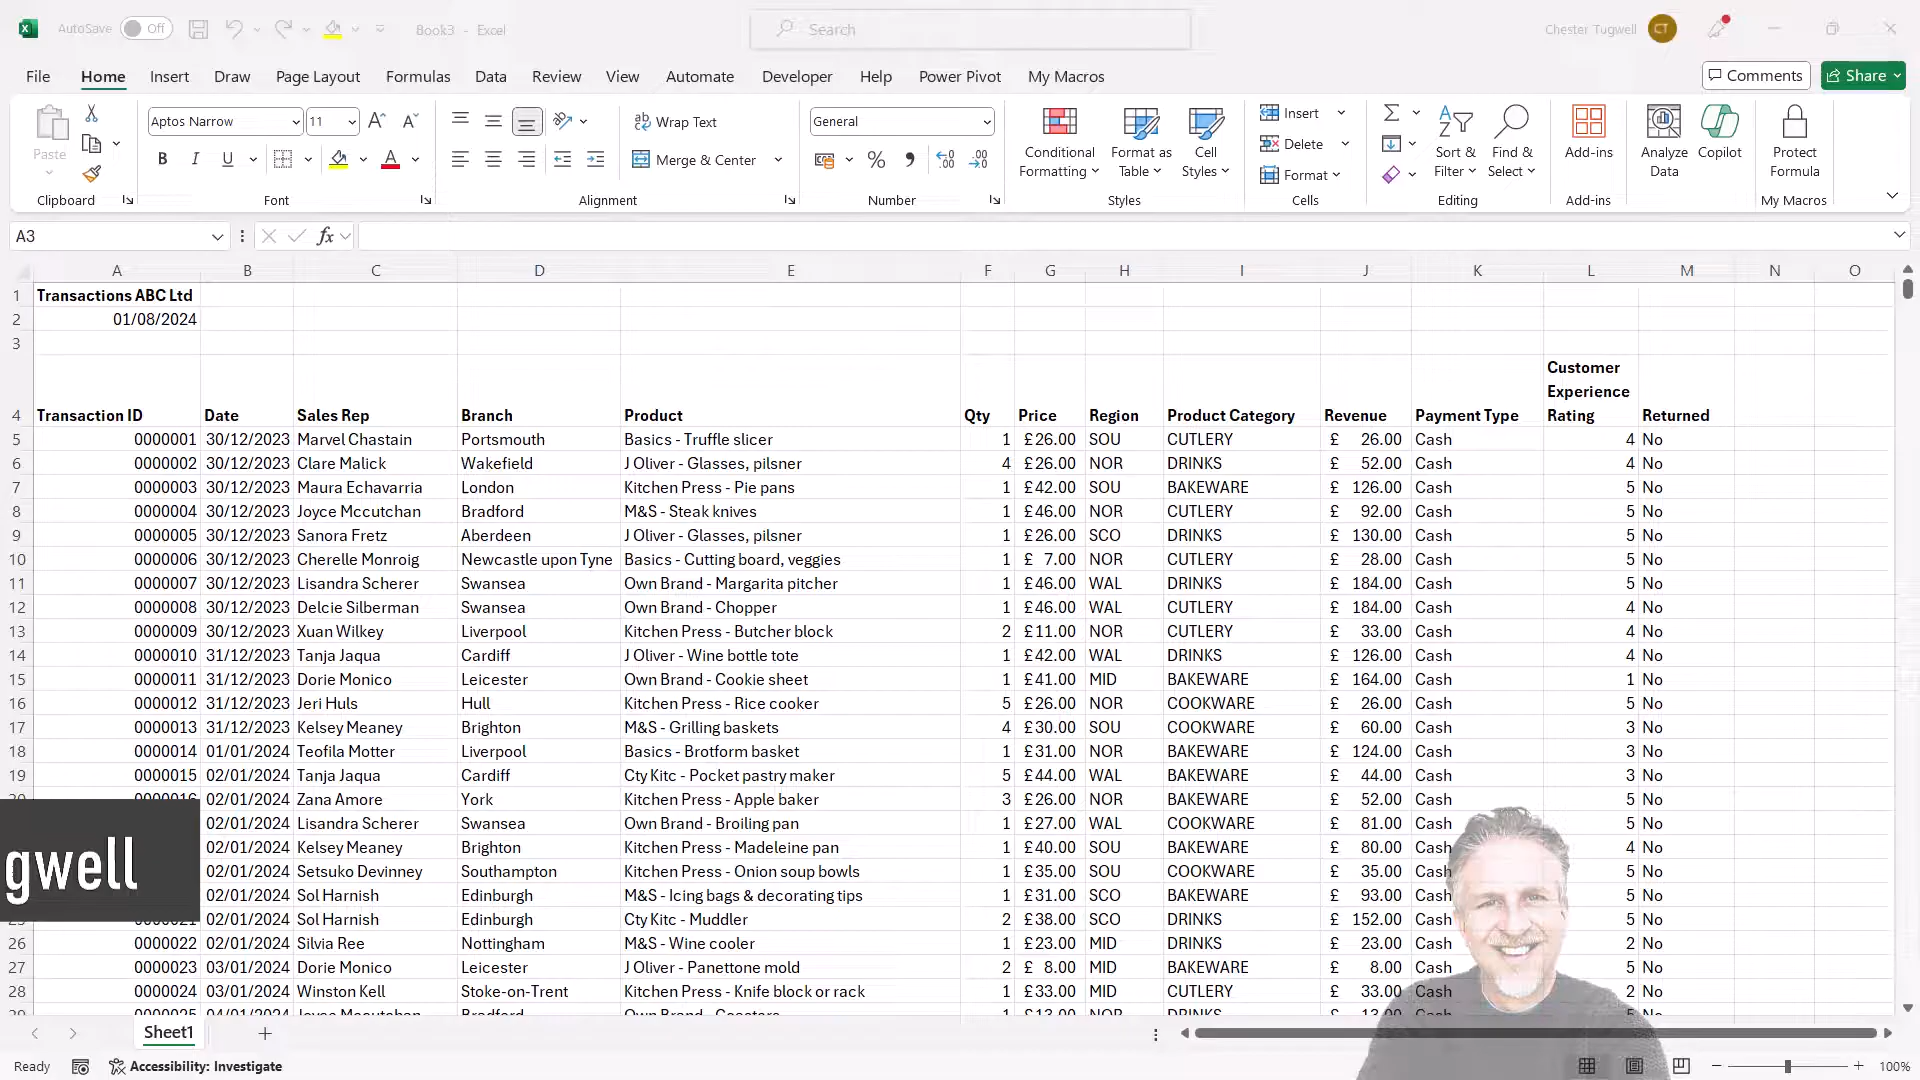 AutoSave Off Book3 - Excel Search Chester Tugwell CT
File Home Insert Draw Page Layout Formulas Data Review View Automate Developer Help Power Pivot My Macros Comments Share
Aptos Narrow 11 Wrap Text General Insert
Paste B I U Merge & Center % Conditional Formatting Format as Table Cell Styles Delete Sort & Filter Find & Select Add-ins Analyze Data Copilot Protect Formula
Format
Clipboard Font Alignment Number Styles Cells Editing Add-ins My Macros
A3 fx
A B C D E F G H I J K L M N O
1 Transactions ABC Ltd
2 01/08/2024
3
4 Transaction ID Date Sales Rep Branch Product Qty Price Region Product Category Revenue Payment Type Customer Experience Rating Returned
5 0000001 30/12/2023 Marvel Chastain Portsmouth Basics - Truffle slicer 1 £26.00 SOU CUTLERY £ 26.00 Cash 4 No
6 0000002 30/12/2023 Clare Malick Wakefield J Oliver - Glasses, pilsner 4 £26.00 NOR DRINKS £ 52.00 Cash 4 No
7 0000003 30/12/2023 Maura Echavarria London Kitchen Press - Pie pans 1 £42.00 SOU BAKEWARE £ 126.00 Cash 5 No
8 0000004 30/12/2023 Joyce Mccutchan Bradford M&S - Steak knives 1 £46.00 NOR CUTLERY £ 92.00 Cash 5 No
9 0000005 30/12/2023 Sanora Fretz Aberdeen J Oliver - Glasses, pilsner 1 £26.00 SCO DRINKS £ 130.00 Cash 5 No
10 0000006 30/12/2023 Cherelle Monroig Newcastle upon Tyne Basics - Cutting board, veggies 1 £ 7.00 NOR CUTLERY £ 28.00 Cash 5 No
11 0000007 30/12/2023 Lisandra Scherer Swansea Own Brand - Margarita pitcher 1 £46.00 WAL DRINKS £ 184.00 Cash 5 No
12 0000008 30/12/2023 Delcie Silberman Swansea Own Brand - Chopper 1 £46.00 WAL CUTLERY £ 184.00 Cash 4 No
13 0000009 30/12/2023 Xuan Wilkey Liverpool Kitchen Press - Butcher block 2 £11.00 NOR CUTLERY £ 33.00 Cash 4 No
14 0000010 31/12/2023 Tanja Jaqua Cardiff J Oliver - Wine bottle tote 1 £42.00 WAL DRINKS £ 126.00 Cash 4 No
15 0000011 31/12/2023 Dorie Monico Leicester Own Brand - Cookie sheet 1 £41.00 MID BAKEWARE £ 164.00 Cash 1 No
16 0000012 31/12/2023 Jeri Huls Hull Kitchen Press - Rice cooker 5 £26.00 NOR COOKWARE £ 26.00 Cash 5 No
17 0000013 31/12/2023 Kelsey Meaney Brighton M&S - Grilling baskets 4 £30.00 SOU COOKWARE £ 60.00 Cash 3 No
18 0000014 01/01/2024 Teofila Motter Liverpool Basics - Brotform basket 1 £31.00 NOR BAKEWARE £ 124.00 Cash 3 No
19 0000015 02/01/2024 Tanja Jaqua Cardiff Cty Kitc - Pocket pastry maker 5 £44.00 WAL BAKEWARE £ 44.00 Cash 3 No
02/01/2024 Zana Amore York Kitchen Press - Apple baker 3 £26.00 NOR BAKEWARE £ 52.00 Cash 5 No
02/01/2024 Lisandra Scherer Swansea Own Brand - Broiling pan 1 £27.00 WAL COOKWARE £ 81.00 Cash 5 No
02/01/2024 Kelsey Meaney Brighton Kitchen Press - Madeleine pan 1 £40.00 SOU BAKEWARE £ 80.00 Cash 4 No
gwell
02/01/2024 Setsuko Devinney Southampton Kitchen Press - Onion soup bowls 1 £35.00 SOU COOKWARE £ 35.00 Cash 5 No
02/01/2024 Sol Harnish Edinburgh M&S - Icing bags & decorating tips 1 £31.00 SCO BAKEWARE £ 93.00 Cash 5 No
02/01/2024 Sol Harnish Edinburgh Cty Kitc - Muddler 2 £38.00 SCO DRINKS £ 152.00 Cash 5 No
26 0000022 02/01/2024 Silvia Ree Nottingham M&S - Wine cooler 1 £23.00 MID DRINKS £ 23.00 Cash 2 No
27 0000023 03/01/2024 Dorie Monico Leicester J Oliver - Panettone mold 2 £ 8.00 MID BAKEWARE £ 8.00 Cash 5 No
28 0000024 03/01/2024 Winston Kell Stoke-on-Trent Kitchen Press - Knife block or rack 1 £33.00 MID CUTLERY £ 33.00 Cash 2 No
Sheet1
Ready Accessibility: Investigate 100%